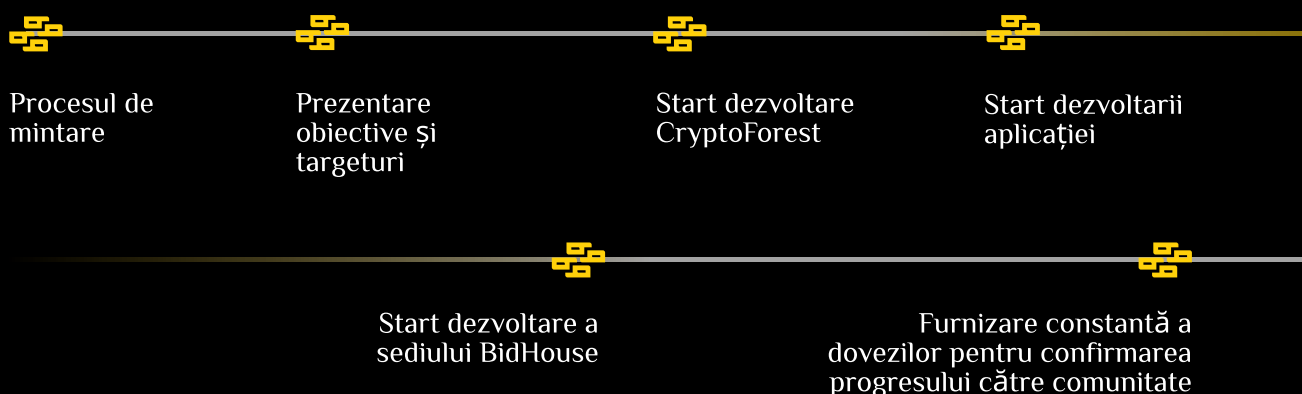 Procesul de
mintare
Prezentare
obiective și
targeturi
Start dezvoltare
CryptoForest
Start dezvoltarii
aplicației
Start dezvoltare a
sediului BidHouse
Furnizare constantă a
dovezilor pentru confirmarea
progresului către comunitate